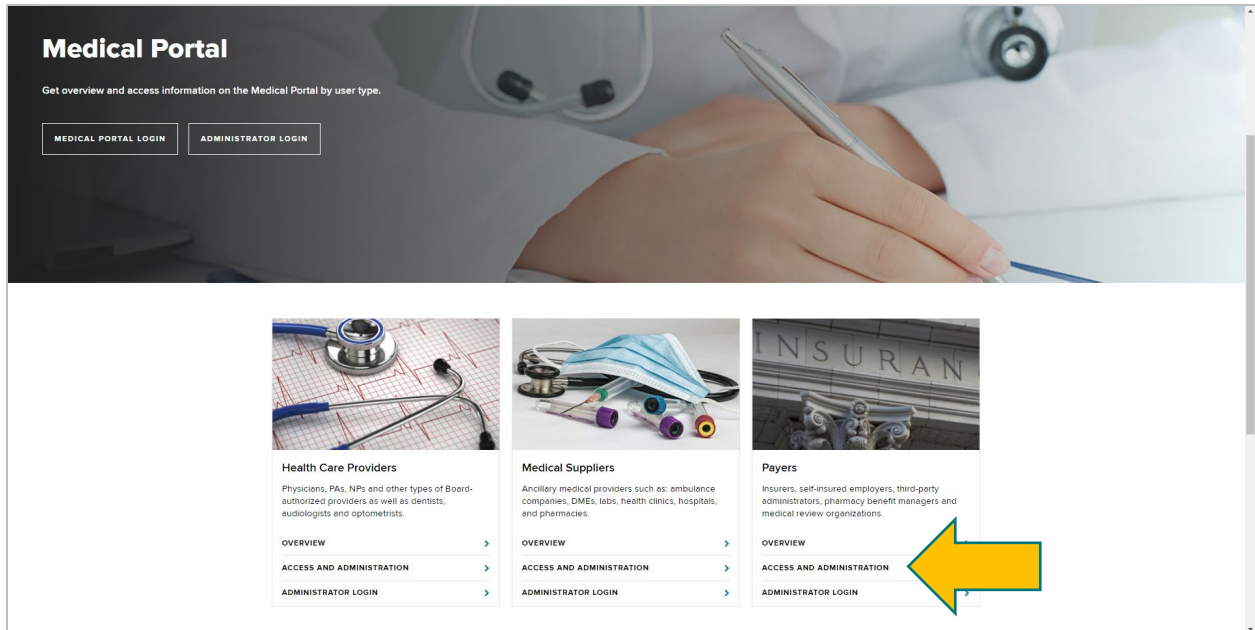 Medical Portal
Get overview and access information on the Medical Portal by user type.
MEDICAL PORTAL LOGIN
ADMINISTRATOR LOGIN
INSURAN
Health Care Providers
Physicians, PAs, NPs and other types of Board-
authorized providers as well as dentists,
audiologists and optometrists.
OVERVIEW
ACCESS AND ADMINISTRATION
ADMINISTRATOR LOGIN
Medical Suppliers
Ancillary medical providers such as: ambulance
companies, DMEs, labs, health clinics, hospitals,
and pharmacies.
OVERVIEW
ACCESS AND ADMINISTRATION
ADMINISTRATOR LOGIN
Payers
Insurers, self-insured employers, third-party
administrators, pharmacy benefit managers and
medical review organizations.
OVERVIEW
ACCESS AND ADMINISTRATION
ADMINISTRATOR LOGIN